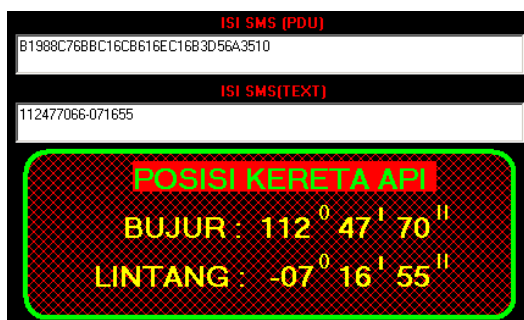 ISI SMS (PDU)
B1988C76BBC16CB616EC16B3D56A3510
ISI SMS(TEXT)
112477066-071655
POSISI KERETA API
BUJUR : 112 0 47 ' 70 "
LINTANG : -07 0 16 ' 55 "